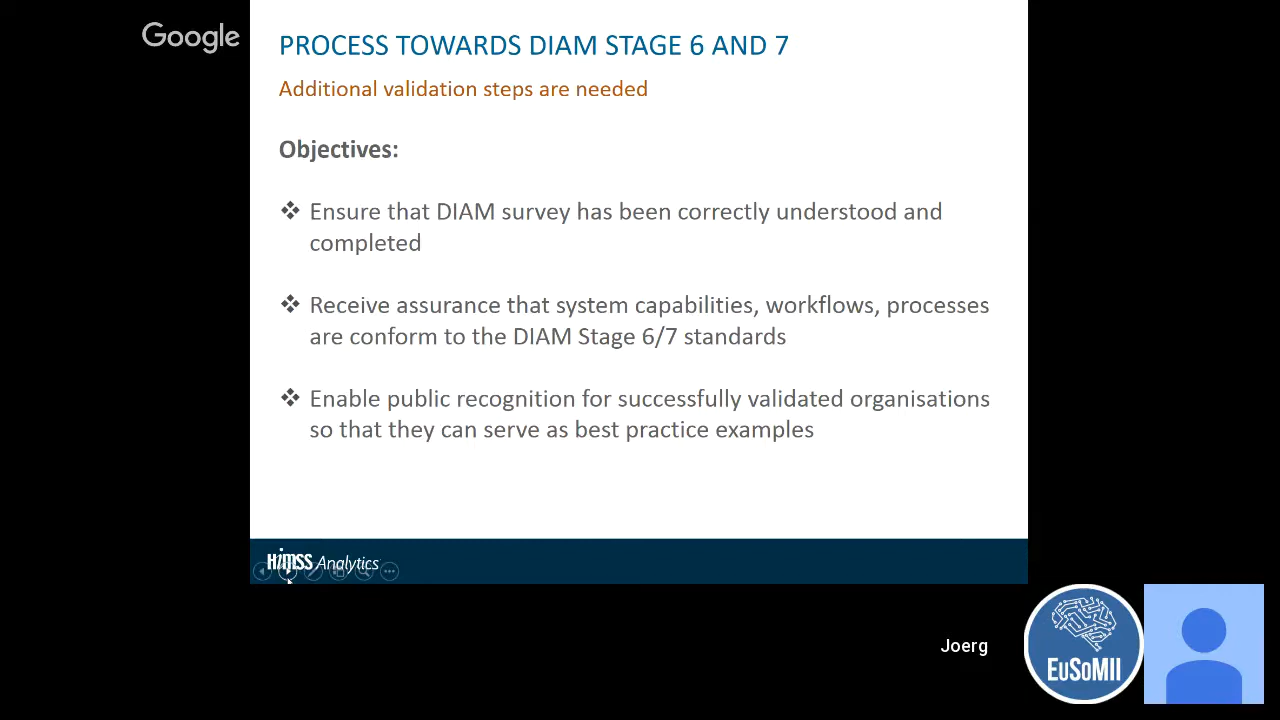 Google
PROCESS TOWARDS DIAM STAGE 6 AND 7
Additional validation steps are needed
Objectives:
❖ Ensure that DIAM survey has been correctly understood and
completed
❖ Receive assurance that system capabilities, workflows, processes
are conform to the DIAM Stage 6/7 standards
❖ Enable public recognition for successfully validated organisations
so that they can serve as best practice examples
HIMSS Analytics
Joerg
EuSoMII